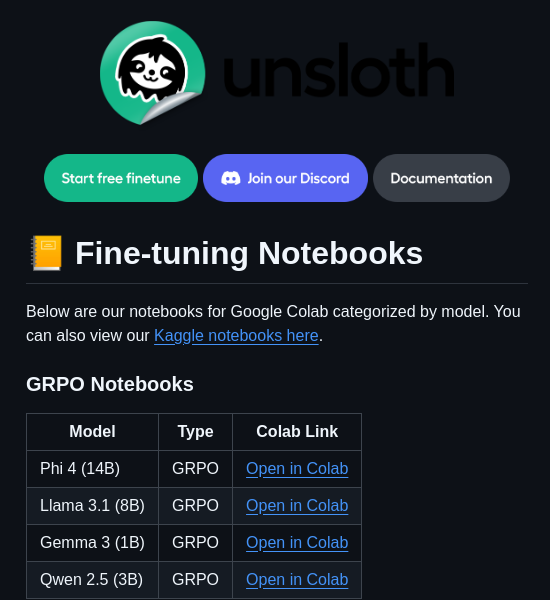 unsloth
Start free finetune Join our Discord Documentation
Fine-tuning Notebooks
Below are our notebooks for Google Colab categorized by model. You
can also view our Kaggle notebooks here.
GRPO Notebooks
Model Type Colab Link
Phi 4 (14B) GRPO Open in Colab
Llama 3.1 (8B) GRPO Open in Colab
Gemma 3 (1B) GRPO Open in Colab
Qwen 2.5 (3B) GRPO Open in Colab